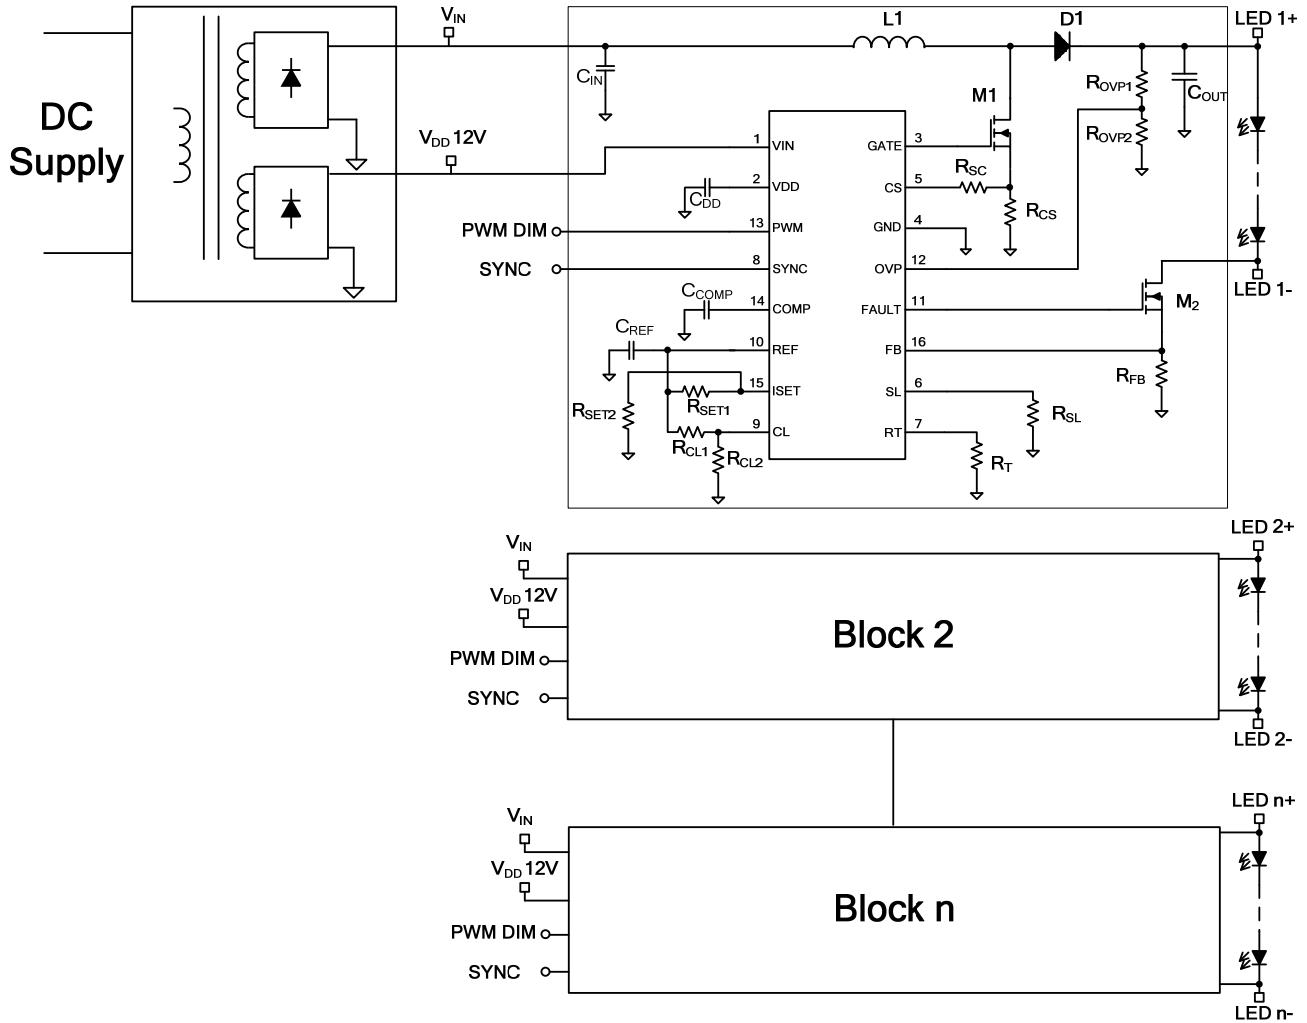 DC
Supply
VIN
VDD 12V
PWM DIM
SYNC
CIN
L1
D1
LED 1+
ROVP1
ROVP2
COUT
M1
RSC
RCS
CDD
CCOMP
CREF
RSET2
RSET1
RCL1
RCL2
1 VIN
2 VDD
13 PWM
8 SYNC
14 COMP
10 REF
15 ISET
9 CL
GATE 3
CS 5
GND 4
OVP 12
FAULT 11
FB 16
SL 6
RT 7
M2
RFB
RSL
RT
LED 1-
VIN
VDD 12V
PWM DIM
SYNC
Block 2
LED 2+
LED 2-
VIN
VDD 12V
PWM DIM
SYNC
Block n
LED n+
LED n-